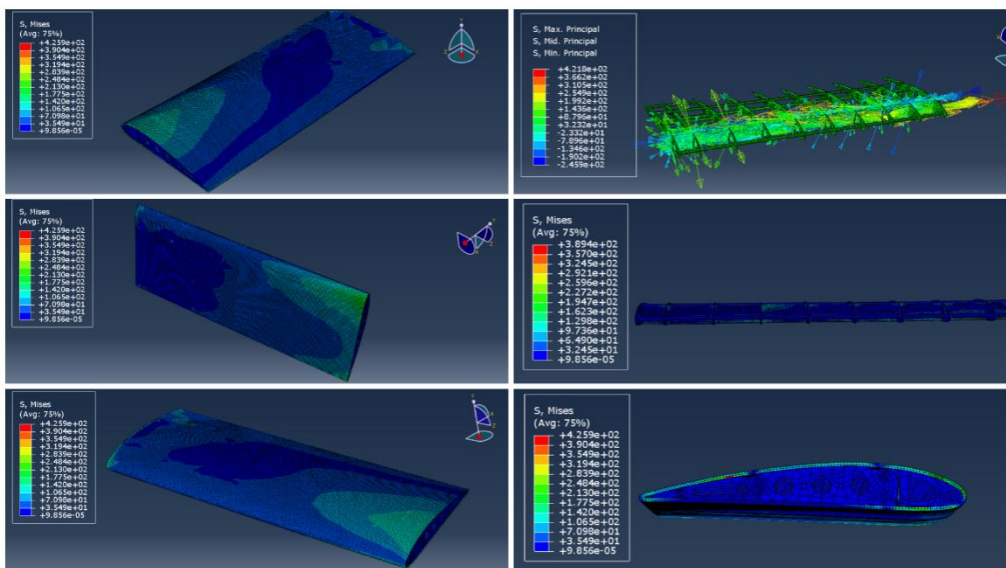 S, Mises
(Avg: 75%)
+4.259e+02
+3.904e+02
+3.549e+02
+3.194e+02
+2.839e+02
+2.484e+02
+2.130e+02
+1.775e+02
+1.420e+02
+1.065e+02
+7.098e+01
+3.549e+01
+9.856e-05
S, Max. Principal
S, Mid. Principal
S, Min. Principal
+4.218e+02
+3.662e+02
+3.105e+02
+2.549e+02
+1.992e+02
+1.436e+02
+8.796e+01
+3.232e+01
-2.332e+01
-7.896e+01
-1.346e+02
-1.902e+02
-2.459e+02
S, Mises
(Avg: 75%)
+4.259e+02
+3.904e+02
+3.549e+02
+3.194e+02
+2.839e+02
+2.484e+02
+2.130e+02
+1.775e+02
+1.420e+02
+1.065e+02
+7.098e+01
+3.549e+01
+9.856e-05
S, Mises
(Avg: 75%)
+3.894e+02
+3.570e+02
+3.245e+02
+2.921e+02
+2.596e+02
+2.272e+02
+1.947e+02
+1.623e+02
+1.298e+02
+9.736e+01
+6.490e+01
+3.245e+01
+9.856e-05
S, Mises
(Avg: 75%)
+4.259e+02
+3.904e+02
+3.549e+02
+3.194e+02
+2.839e+02
+2.484e+02
+2.130e+02
+1.775e+02
+1.420e+02
+1.065e+02
+7.098e+01
+3.549e+01
+9.856e-05
S, Mises
(Avg: 75%)
+4.259e+02
+3.904e+02
+3.549e+02
+3.194e+02
+2.839e+02
+2.484e+02
+2.130e+02
+1.775e+02
+1.420e+02
+1.065e+02
+7.098e+01
+3.549e+01
+9.856e-05